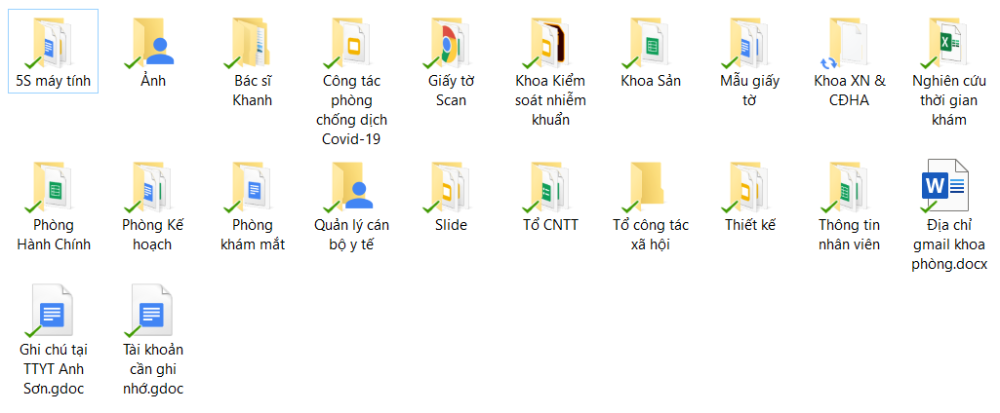 5S máy tính
Ảnh
Bác sĩ
Khanh
Công tác
phòng
chống dịch
Covid-19
Giấy tờ
Scan
Khoa Kiểm
soát nhiễm
khuẩn
Khoa Sản
Mẫu giấy
tờ
Khoa XN &
CĐHA
Nghiên cứu
thời gian
khám
Phòng
Hành Chính
Phòng Kế
hoạch
Phòng
khám mắt
Quản lý cán
bộ y tế
Slide
Tổ CNTT
Tổ công tác
xã hội
Thiết kế
Thông tin
nhân viên
W
Địa chỉ
gmail khoa
phòng.docx
Ghi chú tại
TTYT Anh
Sơn.gdoc
Tài khoản
cần ghi
nhớ.gdoc